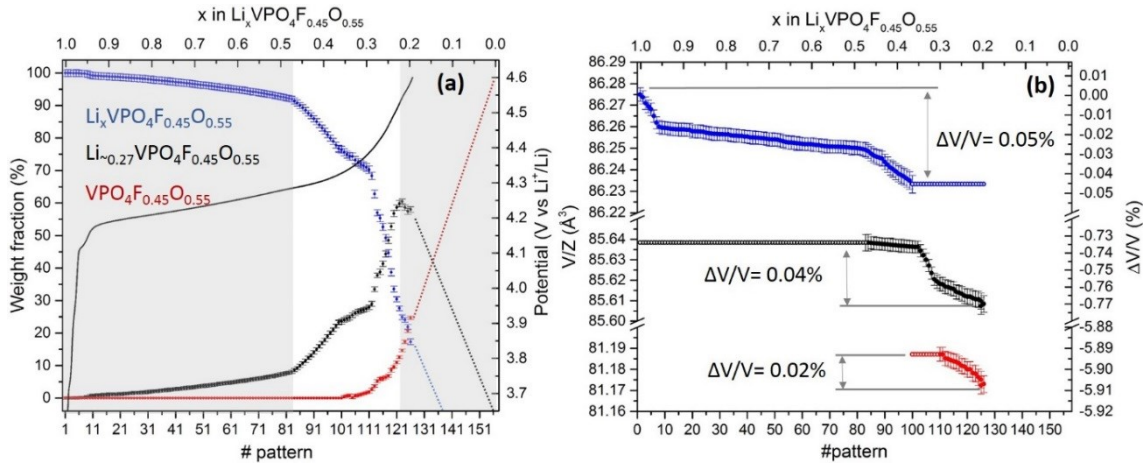 x in LiₓVPO₄F₀.₄₅O₀.₅₅
1.0 0.9 0.8 0.7 0.6 0.5 0.4 0.3 0.2 0.1 0.0
(a)
Weight fraction (%)
100
90
80
70
60
50
40
30
20
10
0
LiₓVPO₄F₀.₄₅O₀.₅₅
Li~₀.₂₇VPO₄F₀.₄₅O₀.₅₅
VPO₄F₀.₄₅O₀.₅₅
4.6
4.5
4.4
4.3
4.2
4.1
4.0
3.9
3.8
3.7
Potential (V vs Li⁺/Li)
1 11 21 31 41 51 61 71 81 91 101 111 121 131 141 151
# pattern
x in LiₓVPO₄F₀.₄₅O₀.₅₅
1.0 0.9 0.8 0.7 0.6 0.5 0.4 0.3 0.2 0.1 0.0
(b)
V/Z (Å³)
86.29
86.28
86.27
86.26
86.25
86.24
86.23
86.22
85.64
85.62
85.61
85.60
81.19
81.17
81.16
ΔV/V= 0.05%
ΔV/V= 0.04%
ΔV/V= 0.02%
0.01
0.00
-0.01
-0.02
-0.03
-0.04
-0.05
-0.73
-0.74
-0.76
-0.77
-5.88
-5.89
-5.90
-5.91
-5.92
ΔV/V (%)
0 10 20 30 40 50 60 70 80 90 100 110 120 130 140 150
#pattern